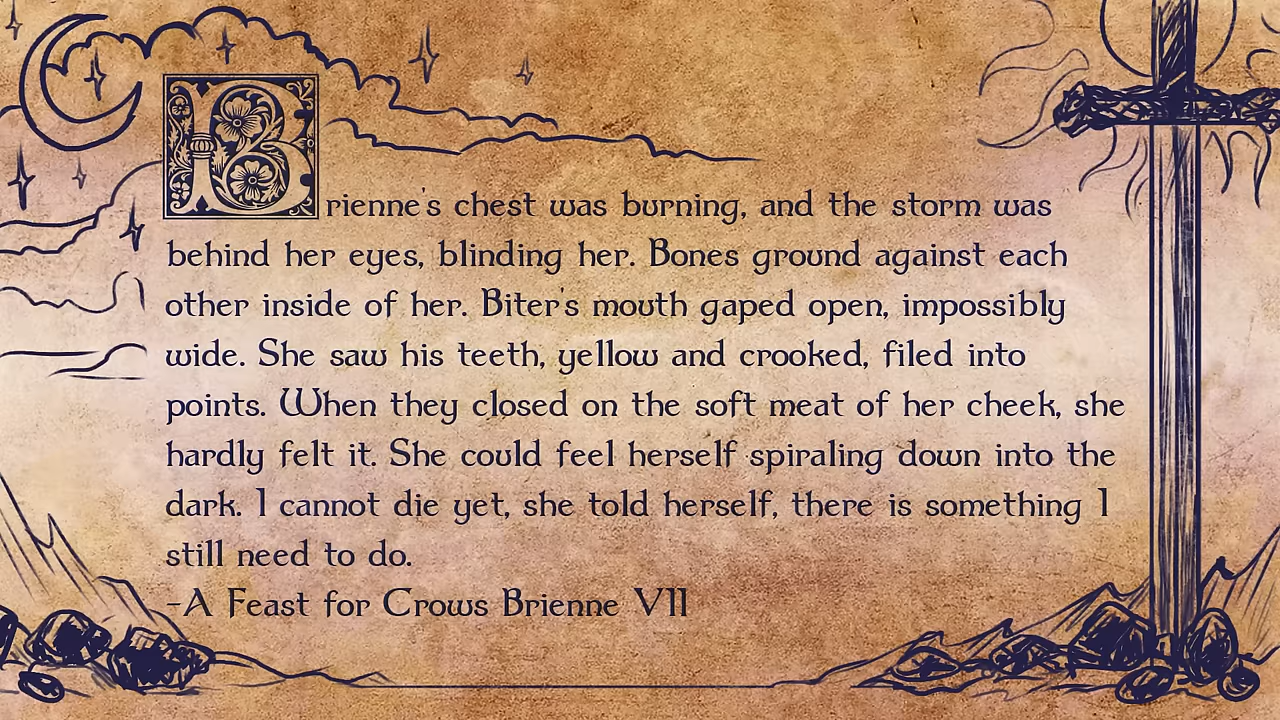 Brienne's chest was burning, and the storm was
behind her eyes, blinding her. Bones ground against each
other inside of her. Biter's mouth gaped open, impossibly
wide. She saw his teeth, yellow and crooked, filed into
points. When they closed on the soft meat of her cheek, she
hardly felt it. She could feel herself spiraling down into the
dark. I cannot die yet, she told herself, there is something I
still need to do.
-A Feast for Crows Brienne VII